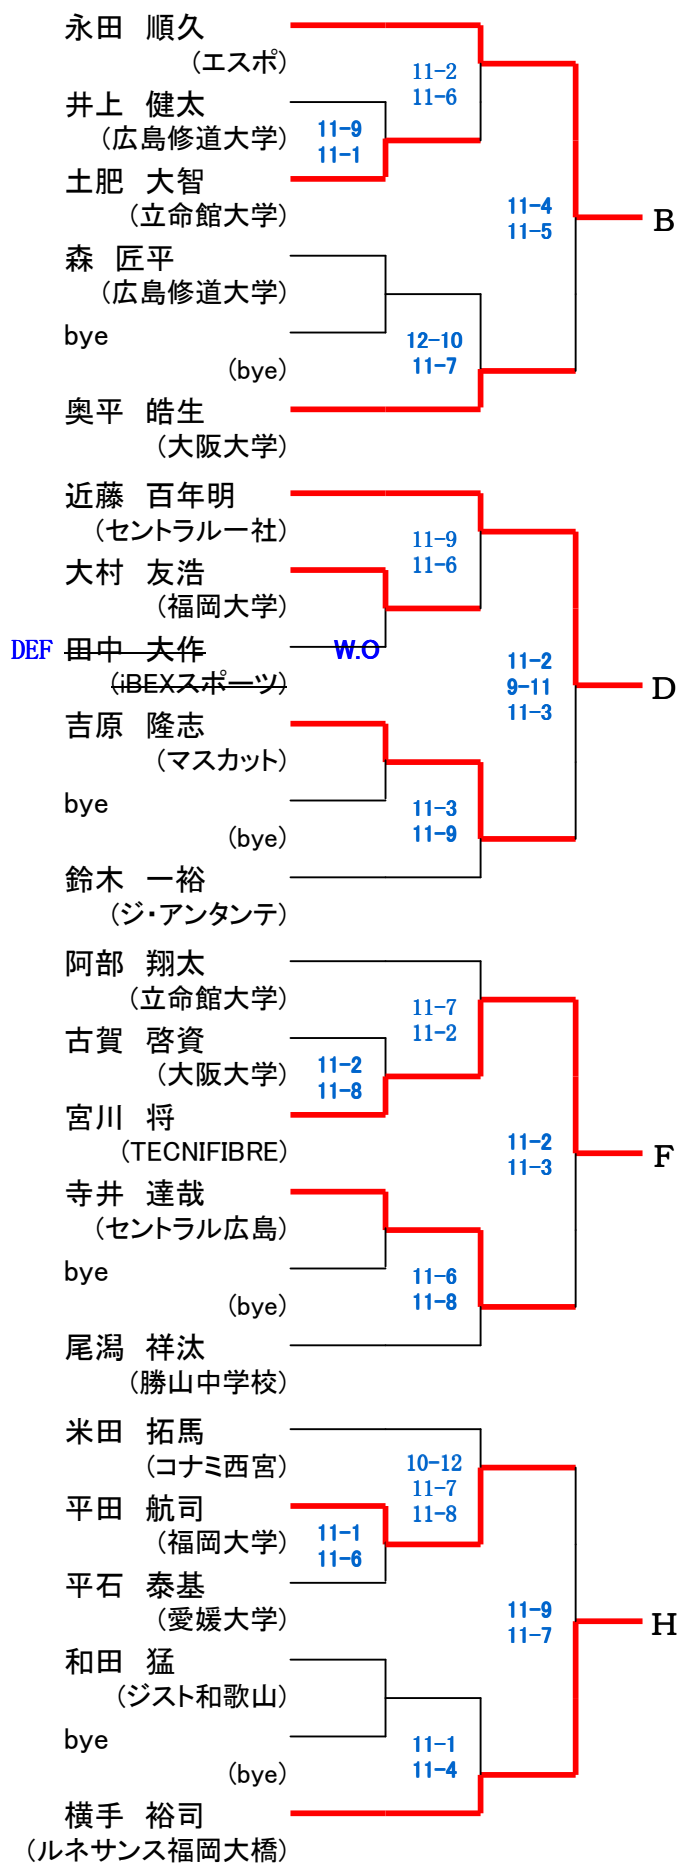 永田 順久
(エスポ)
11-2
11-6
井上 健太
(広島修道大学)
11-9
11-1
土肥 大智
(立命館大学)
11-4
11-5
B
森 匠平
(広島修道大学)
bye
(bye)
12-10
11-7
奥平 皓生
(大阪大学)
近藤 百年明
(セントラル一社)
11-9
11-6
大村 友浩
(福岡大学)
DEF 田中 大作
W.O
(iBEXスポーツ)
11-2
9-11
11-3
D
吉原 隆志
(マスカット)
bye
(bye)
11-3
11-9
鈴木 一裕
(ジ・アンタンテ)
阿部 翔太
(立命館大学)
11-7
11-2
古賀 啓資
(大阪大学)
11-2
11-8
宮川 将
(TECNIFIBRE)
11-2
11-3
F
寺井 達哉
(セントラル広島)
bye
(bye)
11-6
11-8
尾潟 祥汰
(勝山中学校)
米田 拓馬
(コナミ西宮)
10-12
11-7
11-8
平田 航司
(福岡大学)
11-1
11-6
平石 泰基
(愛媛大学)
11-9
11-7
H
和田 猛
(ジスト和歌山)
bye
(bye)
11-1
11-4
横手 裕司
(ルネサンス福岡大橋)